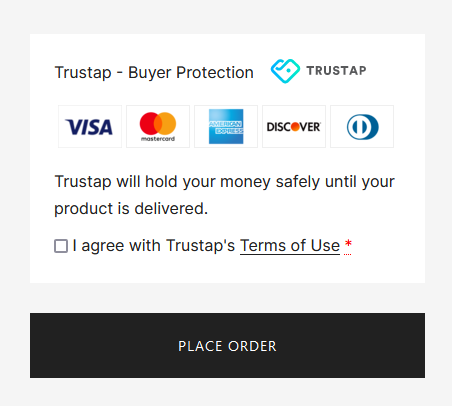 Trustap - Buyer Protection TRUSTAP
VISA mastercard AMERICAN EXPRESS DISCOVER
Trustap will hold your money safely until your
product is delivered.
I agree with Trustap's Terms of Use *
PLACE ORDER